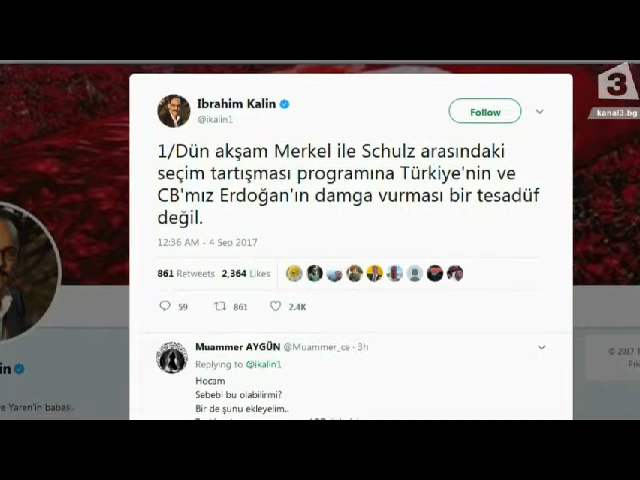 3
kanal3.bg
Ibrahim Kalin
@ikalin1
Follow
1/Dün akşam Merkel ile Schulz arasındaki
seçim tartışması programına Türkiye'nin ve
CB'mız Erdoğan'ın damga vurması bir tesadüf
değil.
12:36 AM - 4 Sep 2017
861 Retweets 2,364 Likes
59 861 2.4K
Muammer AYGÜN @Muammer_ce · 3h
Replying to @ikalin1
Hocam
Sebebi bu olabilirmi?
Bir de şunu ekleyelim..
in
e Yaren'in babası.
© 2017